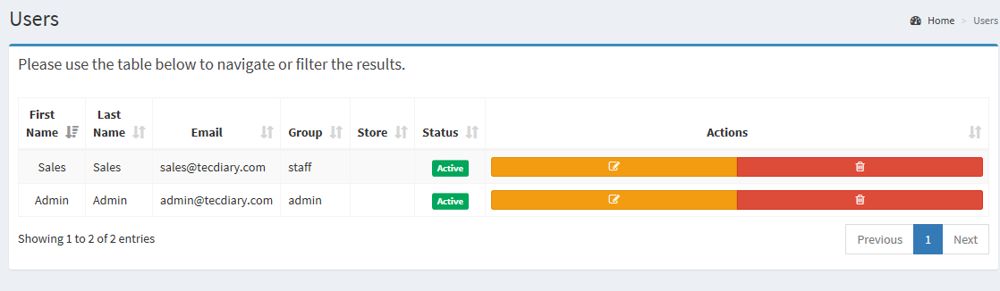 Users
Home > Users
Please use the table below to navigate or filter the results.
First Name Last Name Email Group Store Status Actions
Sales Sales sales@tecdiary.com staff Active
Admin Admin admin@tecdiary.com admin Active
Showing 1 to 2 of 2 entries
Previous 1 Next